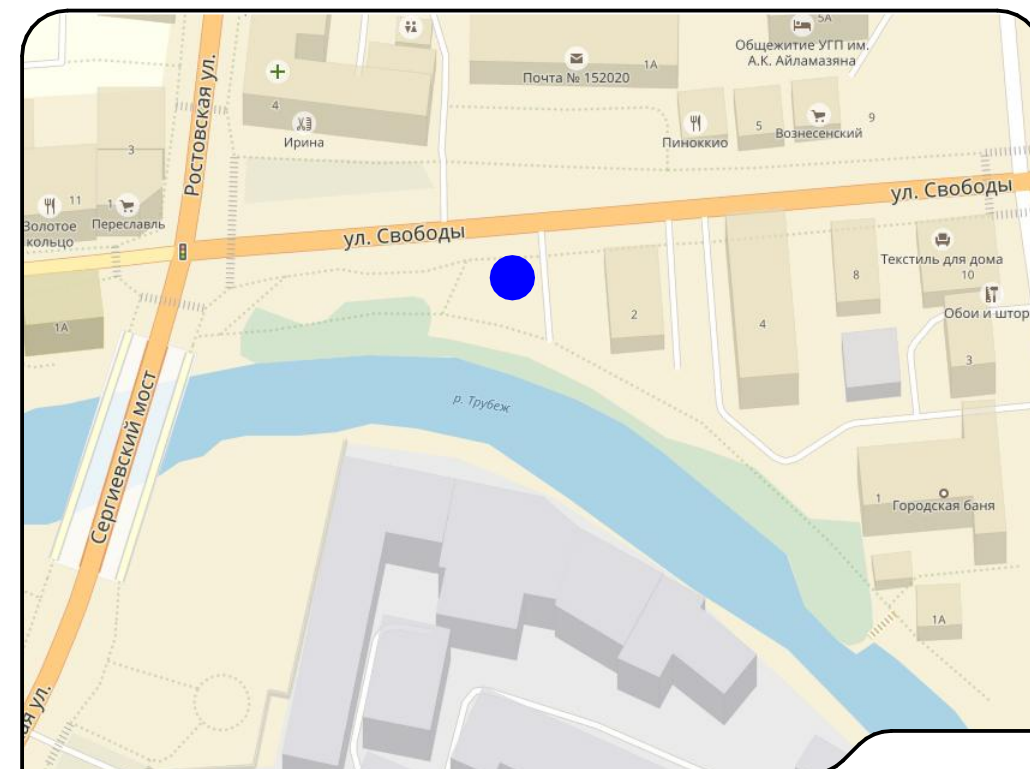 5А
Общежитие УГП им.
А.К. Айламазяна
Почта № 152020
1А
4
Ирина
Пиноккио
5
Вознесенский
9
Ростовская ул.
3
11
1
Золотое
кольцо
Переславль
ул. Свободы
ул. Свободы
Текстиль для дома
10
8
Обои и штор
2
4
3
1А
р. Трубеж
Сергиевский мост
1
Городская баня
1А
ая ул.